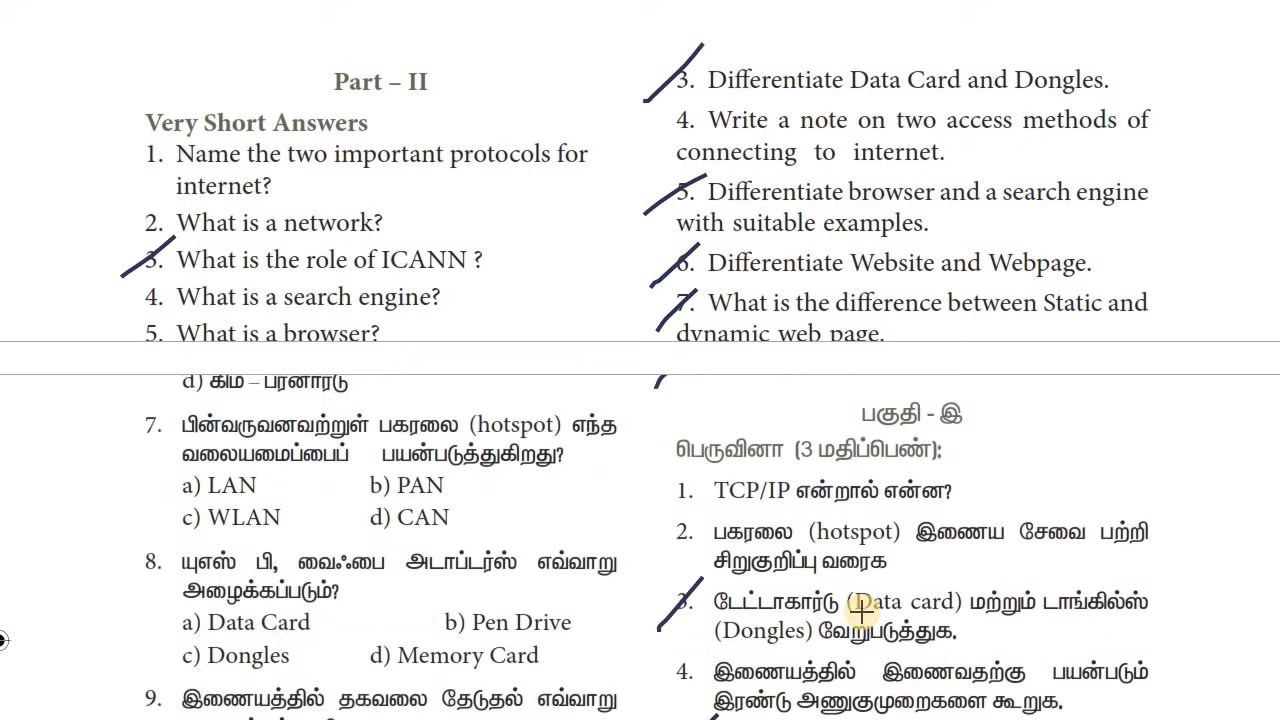 Part – II
Very Short Answers
1. Name the two important protocols for
internet?
2. What is a network?
3. What is the role of ICANN ?
4. What is a search engine?
5. What is a browser?
3. Differentiate Data Card and Dongles.
4. Write a note on two access methods of
connecting to internet.
5. Differentiate browser and a search engine
with suitable examples.
6. Differentiate Website and Webpage.
7. What is the difference between Static and
dynamic web page.
d) கிம் – பர்னார்டு
7. பின்வருவனவற்றுள் பகரலை (hotspot) எந்த
வலையமைப்பைப் பயன்படுத்துகிறது?
a) LAN b) PAN
c) WLAN d) CAN
8. யுஎஸ் பி, வைஃபை அடாப்டர்ஸ் எவ்வாறு
அழைக்கப்படும்?
a) Data Card b) Pen Drive
c) Dongles d) Memory Card
9. இணையத்தில் தகவலை தேடுதல் எவ்வாறு
பகுதி - இ
பெருவினா (3 மதிப்பெண்):
1. TCP/IP என்றால் என்ன?
2. பகரலை (hotspot) இணைய சேவை பற்றி
சிறுகுறிப்பு வரைக
3. டேட்டாகார்டு (Data card) மற்றும் டாங்கில்ஸ்
(Dongles) வேறுபடுத்துக.
4. இணையத்தில் இணைவதற்கு பயன்படும்
இரண்டு அணுகுமுறைகளை கூறுக.